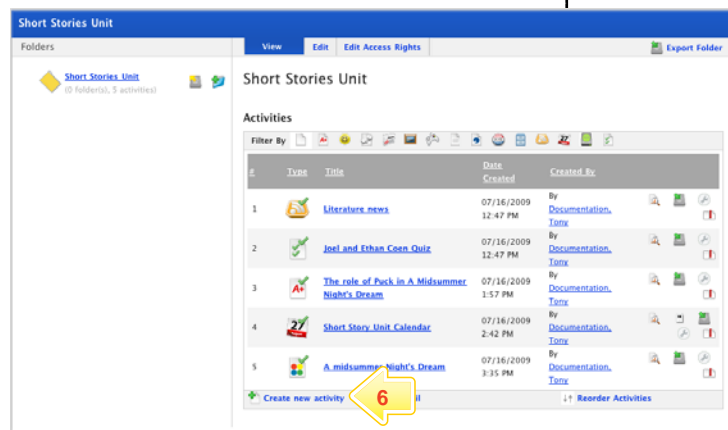 Short Stories Unit
Folders
View Edit Edit Access Rights Export Folder
Short Stories Unit
(0 folder(s), 5 activities)
Short Stories Unit
Activities
Filter By
# Type Title Date Created Created By
1 Literature news 07/16/2009 12:47 PM By Documentation, Tony
2 Joel and Ethan Coen Quiz 07/16/2009 12:47 PM By Documentation, Tony
3 The role of Puck in A Midsummer Night's Dream 07/16/2009 1:57 PM By Documentation, Tony
4 27 Short Story Unit Calendar 07/16/2009 2:42 PM By Documentation, Tony
5 A midsummer Night's Dream 07/16/2009 3:35 PM By Documentation, Tony
Create new activity 6 Reorder Activities